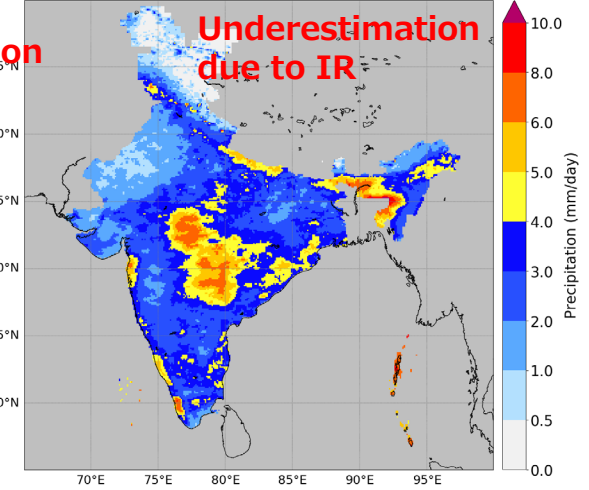 Underestimation
on
due to IR
5°N
0°N
5°N
0°N
5°N
0°N
70°E 75°E 80°E 85°E 90°E 95°E
10.0
8.0
6.0
5.0
4.0
3.0
2.0
1.0
0.5
0.0
Precipitation (mm/day)